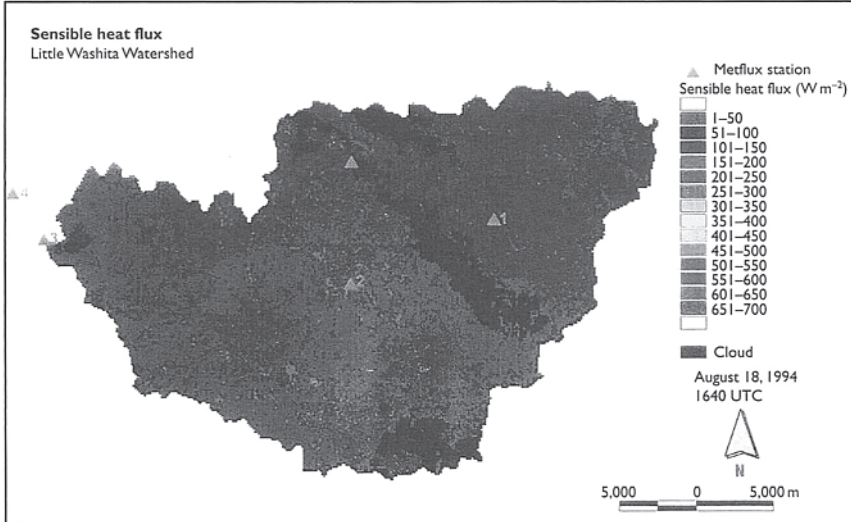 Sensible heat flux
Little Washita Watershed
Metflux station
Sensible heat flux (W m⁻²)
1–50
51–100
101–150
151–200
201–250
251–300
301–350
351–400
401–450
451–500
501–550
551–600
601–650
651–700
Cloud
August 18, 1994
1640 UTC
N
5,000 0 5,000 m
4
3
1
2